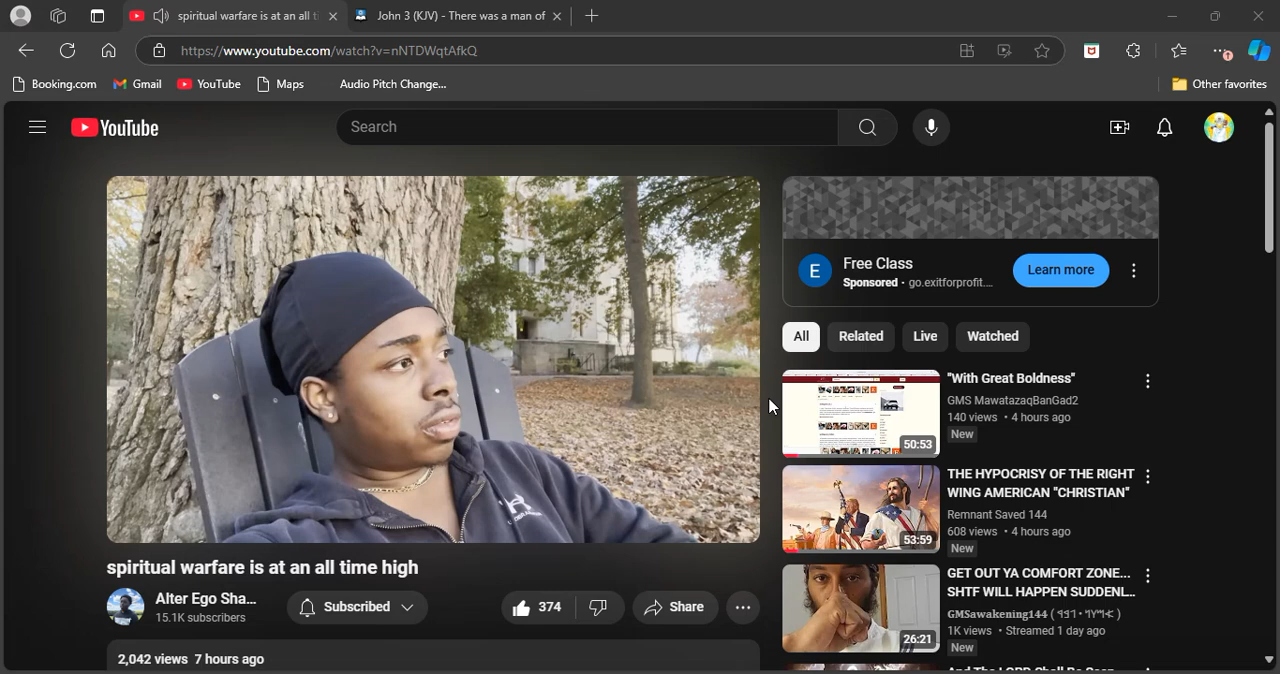 spiritual warfare is at an all ti
John 3 (KJV) - There was a man of
https://www.youtube.com/watch?v=nNTDWqtAfkQ
Booking.com
Gmail
YouTube
Maps
Audio Pitch Change...
Other favorites
YouTube
Search
E
Free Class
Sponsored · go.exitforprofit....
Learn more
All
Related
Live
Watched
"With Great Boldness"
GMS MawatazaqBanGad2
140 views • 4 hours ago
New
50:53
THE HYPOCRISY OF THE RIGHT
WING AMERICAN "CHRISTIAN"
Remnant Saved 144
608 views • 4 hours ago
New
53:59
GET OUT YA COMFORT ZONE...
SHTF WILL HAPPEN SUDDENL...
1K views • Streamed 1 day ago
New
26:21
spiritual warfare is at an all time high
Alter Ego Sha...
15.1K subscribers
Subscribed
374
Share
2,042 views 7 hours ago